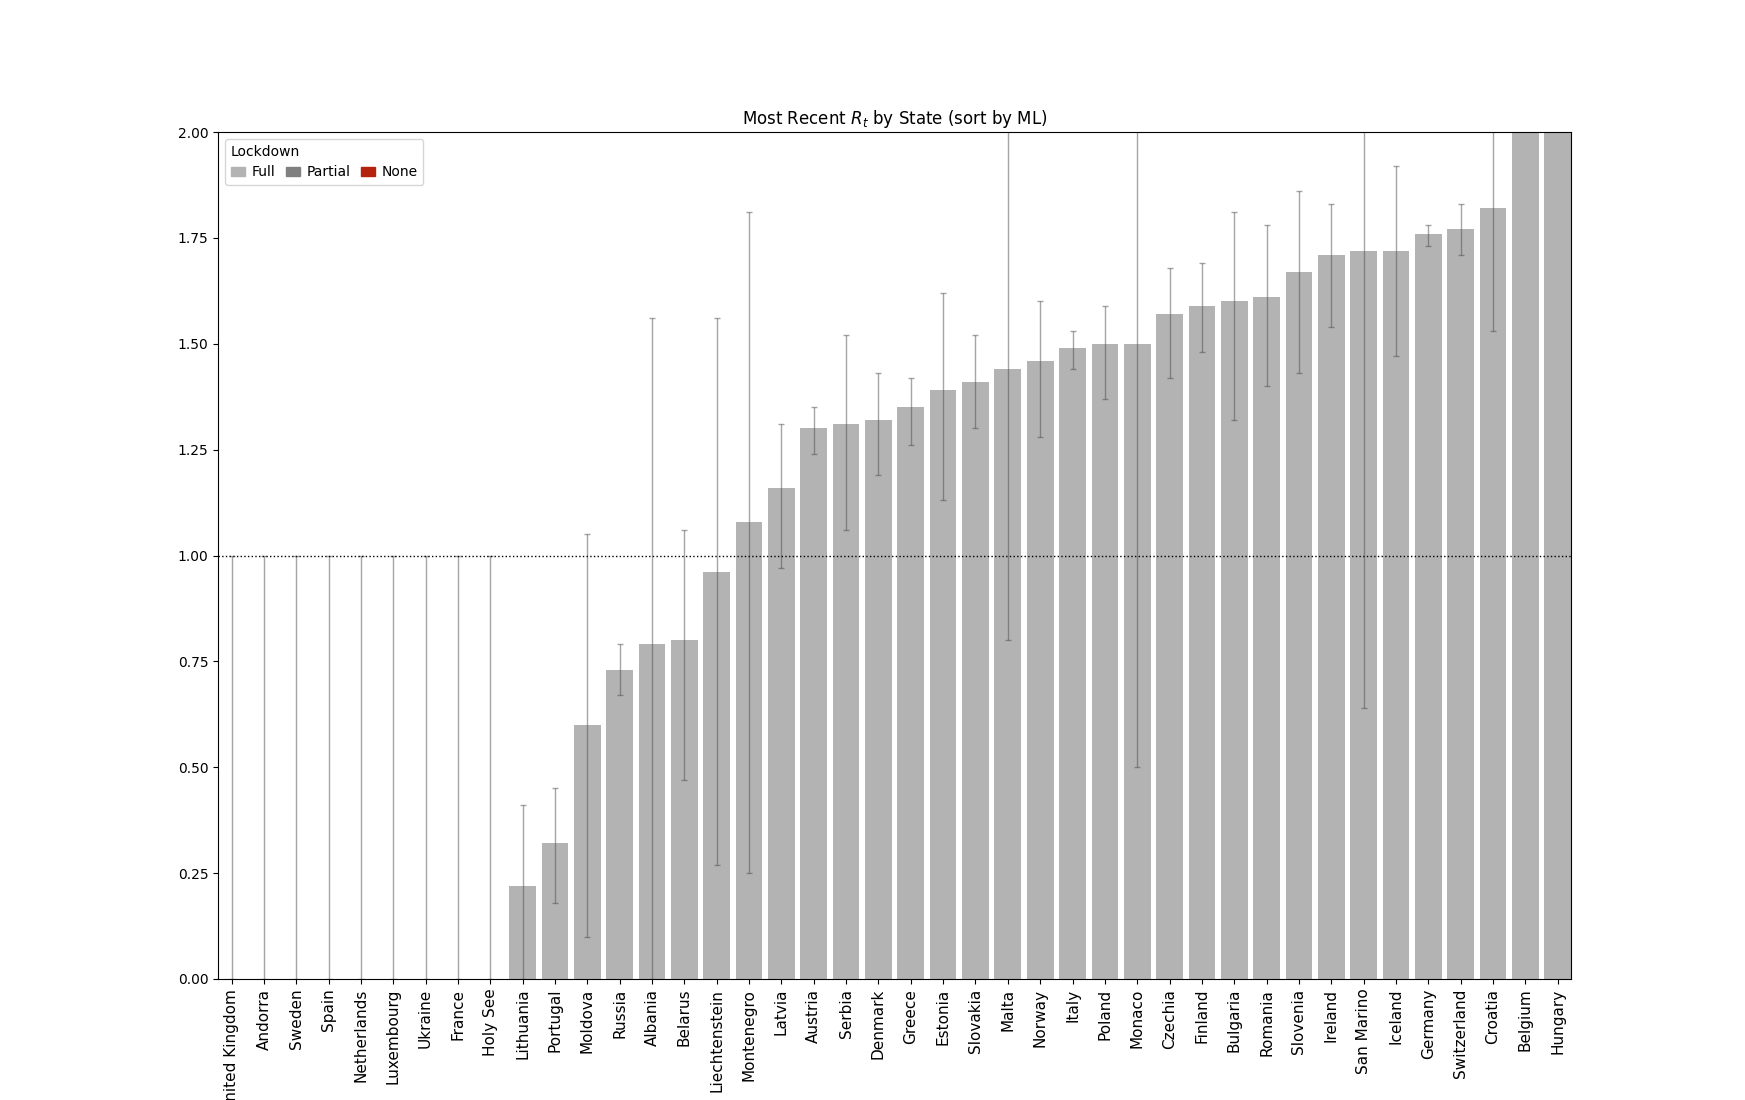 Most Recent Rt by State (sort by ML)
Lockdown
Full Partial None
2.00
1.75
1.50
1.25
1.00
0.75
0.50
0.25
0.00
nited Kingdom
Andorra
Sweden
Spain
Netherlands
Luxembourg
Ukraine
France
Holy See
Lithuania
Portugal
Moldova
Russia
Albania
Belarus
Liechtenstein
Montenegro
Latvia
Austria
Serbia
Denmark
Greece
Estonia
Slovakia
Malta
Norway
Italy
Poland
Monaco
Czechia
Finland
Bulgaria
Romania
Slovenia
Ireland
San Marino
Iceland
Germany
Switzerland
Croatia
Belgium
Hungary